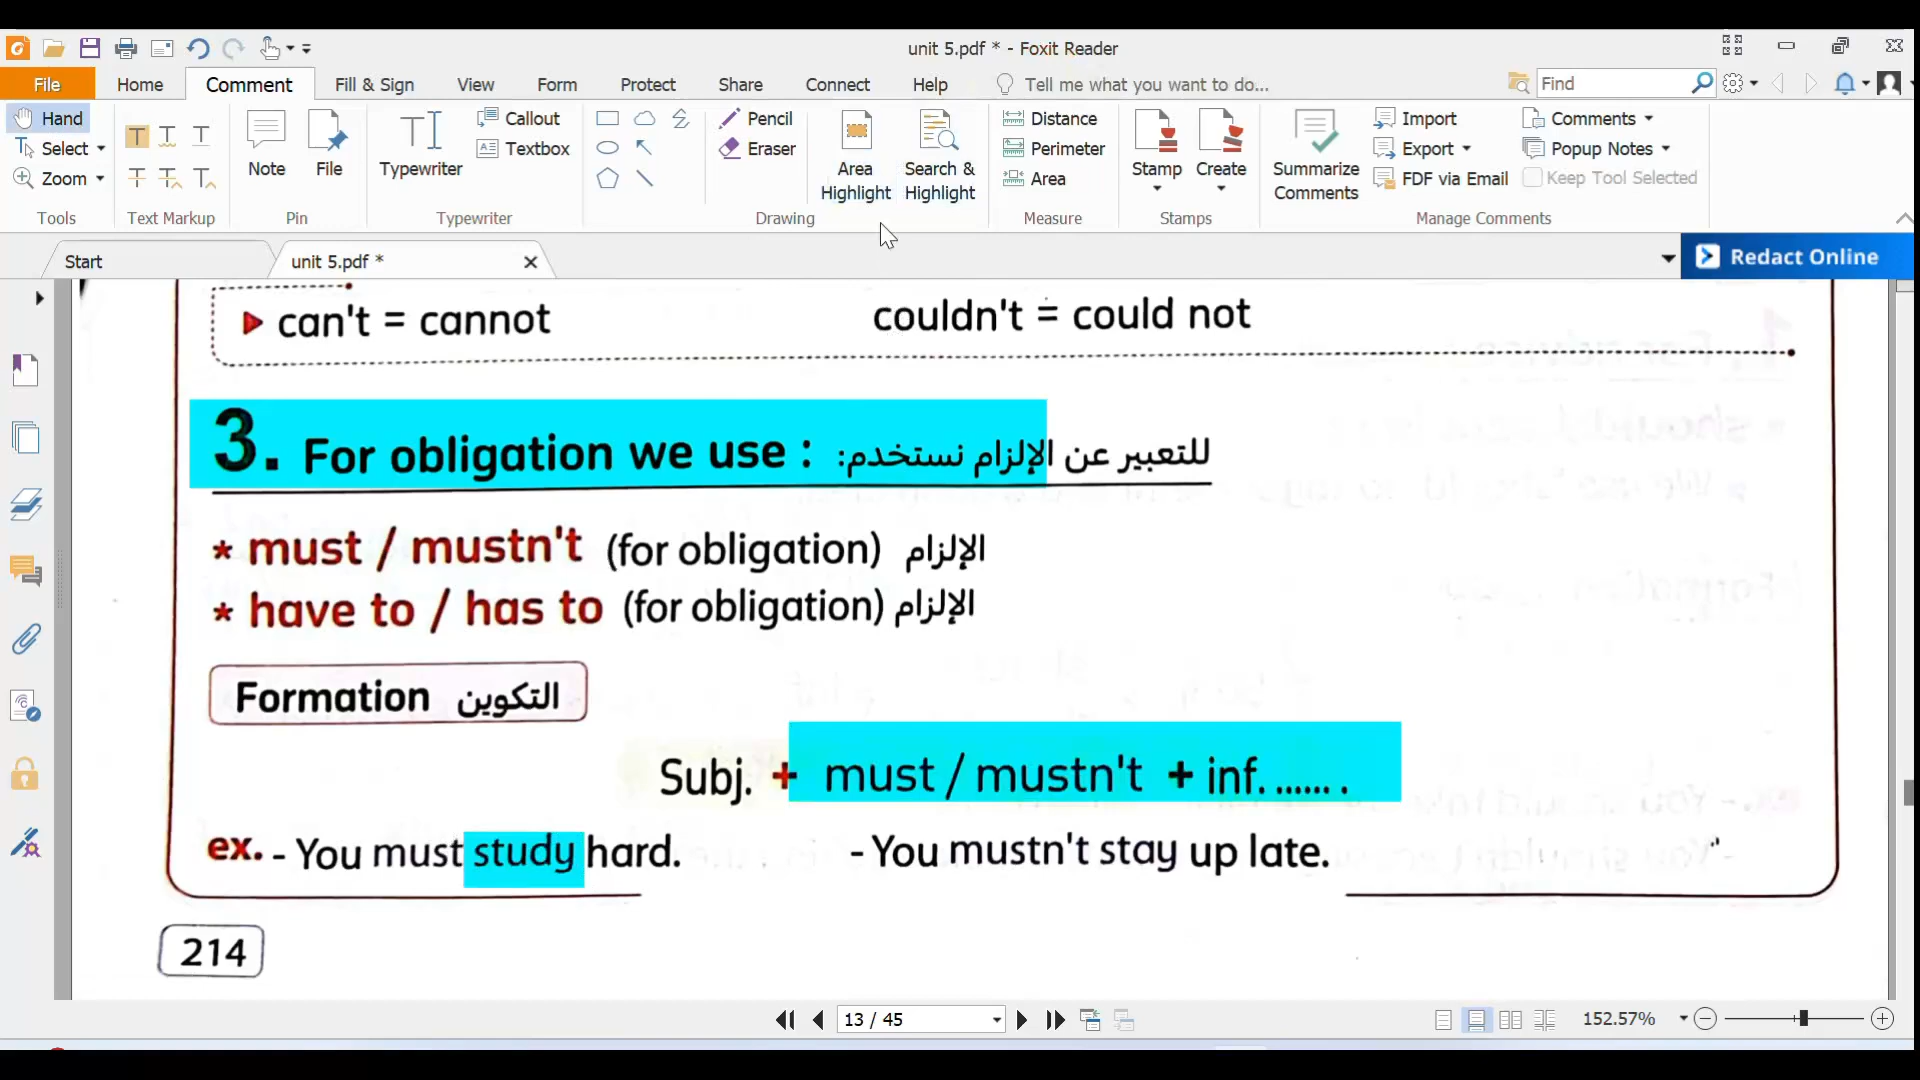 unit 5.pdf * - Foxit Reader
File Home Comment Fill & Sign View Form Protect Share Connect Help Tell me what you want to do... Find
Hand
Select
Zoom
Tools
Text Markup
Note File
Pin
Typewriter
Callout
Textbox
Typewriter
Pencil
Eraser
Area Highlight
Search & Highlight
Drawing
Distance
Perimeter
Area
Measure
Stamp Create
Stamps
Summarize Comments
Import
Export
FDF via Email
Comments
Popup Notes
Keep Tool Selected
Manage Comments
Start unit 5.pdf * Redact Online
can't = cannot couldn't = could not
3. For obligation we use : للتعبير عن الإلزام نستخدم:
* must / mustn't (for obligation) الإلزام
* have to / has to (for obligation) الإلزام
Formation التكوين
Subj. + must / mustn't + inf. ...... .
ex. - You must study hard. - You mustn't stay up late.
214
13 / 45 152.57%